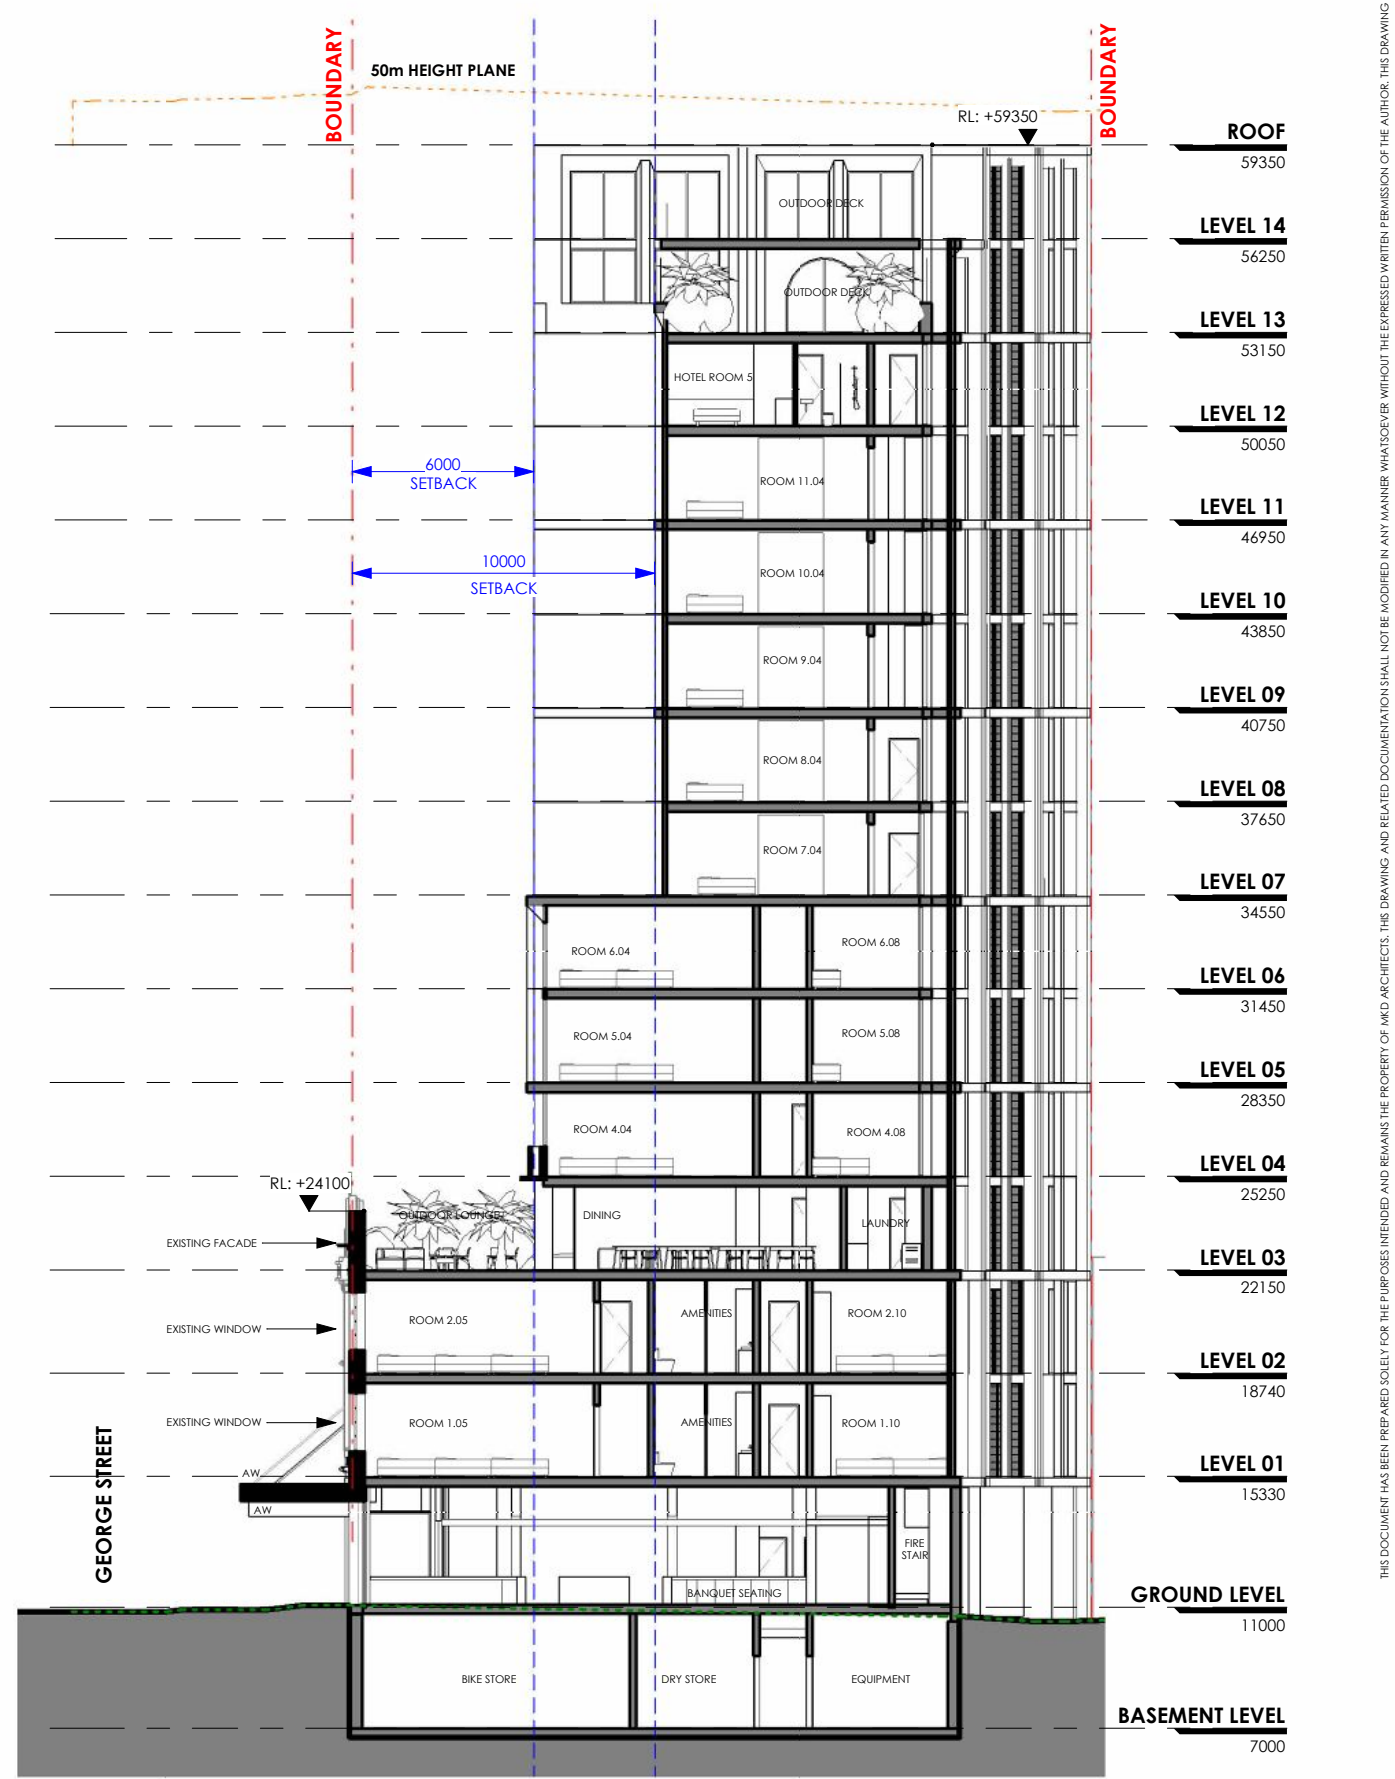 BOUNDARY
50m HEIGHT PLANE
BOUNDARY
RL: +59350
ROOF
59350
OUTDOOR DECK
LEVEL 14
56250
OUTDOOR DECK
LEVEL 13
53150
HOTEL ROOM 5
LEVEL 12
50050
6000
SETBACK
ROOM 11.04
LEVEL 11
46950
10000
SETBACK
ROOM 10.04
LEVEL 10
43850
ROOM 9.04
LEVEL 09
40750
ROOM 8.04
LEVEL 08
37650
ROOM 7.04
LEVEL 07
34550
ROOM 6.04
ROOM 6.08
LEVEL 06
31450
ROOM 5.04
ROOM 5.08
LEVEL 05
28350
ROOM 4.04
ROOM 4.08
LEVEL 04
25250
RL: +24100
OUTDOOR LOUNGE
DINING
LAUNDRY
EXISTING FACADE
LEVEL 03
22150
ROOM 2.05
AMENITIES
ROOM 2.10
EXISTING WINDOW
LEVEL 02
18740
ROOM 1.05
AMENITIES
ROOM 1.10
EXISTING WINDOW
LEVEL 01
15330
AW
AW
GEORGE STREET
FIRE
STAIR
BANQUET SEATING
GROUND LEVEL
11000
BIKE STORE
DRY STORE
EQUIPMENT
BASEMENT LEVEL
7000
THIS DOCUMENT HAS BEEN PREPARED SOLELY FOR THE PURPOSES INTENDED AND REMAINS THE PROPERTY OF MKD ARCHITECTS. THIS DRAWING AND RELATED DOCUMENTATION SHALL NOT BE MODIFIED IN ANY MANNER WHATSOEVER WITHOUT THE EXPRESSED WRITTEN PERMISSION OF THE AUTHOR. THIS DRAWING